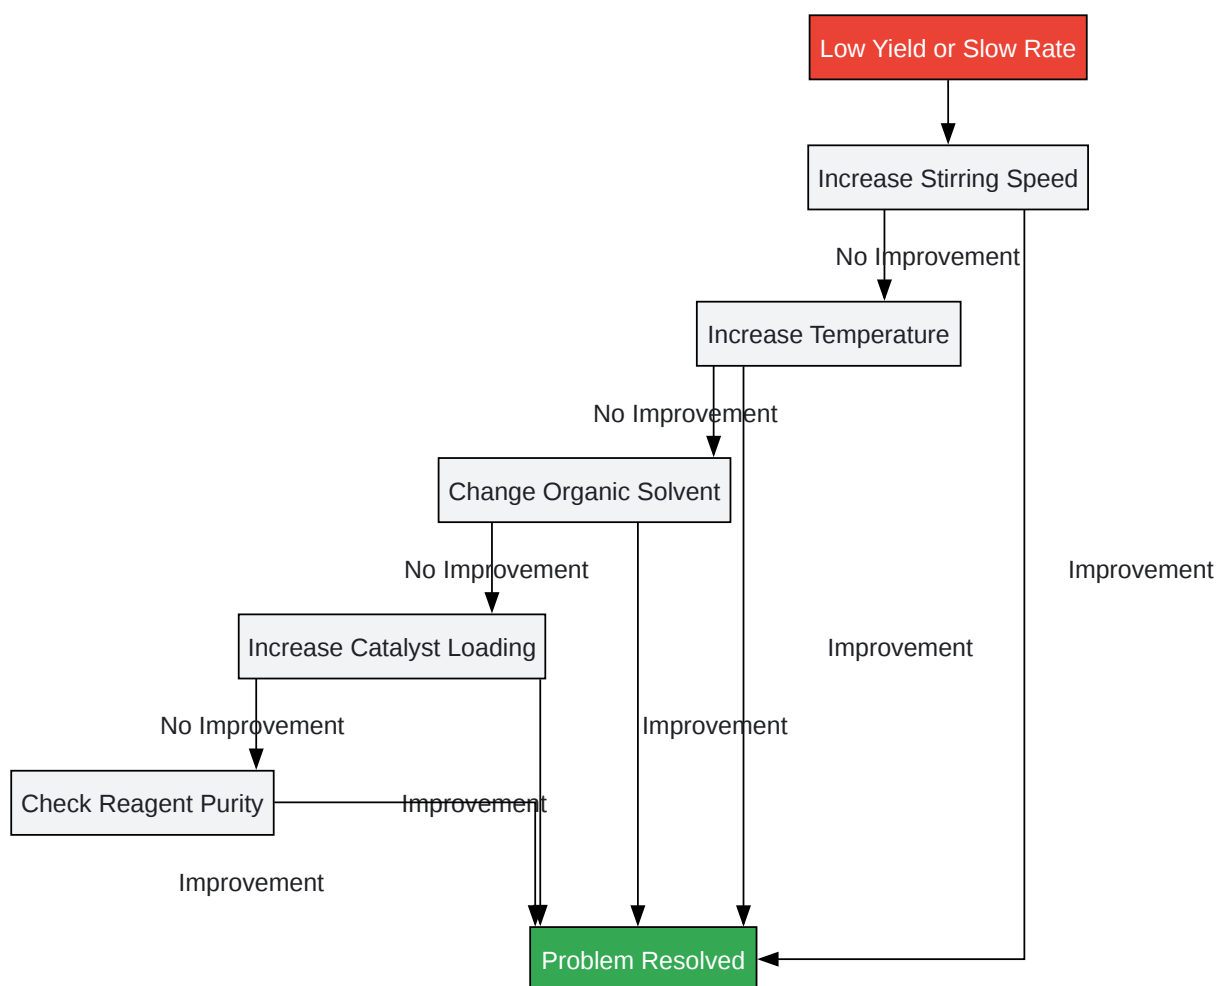 Low Yield or Slow Rate
Increase Stirring Speed
No Improvement
Increase Temperature
No Improvement
Change Organic Solvent
No Improvement
Improvement
Increase Catalyst Loading
Improvement
No Improvement
Improvement
Check Reagent Purity
Improvement
Improvement
Problem Resolved